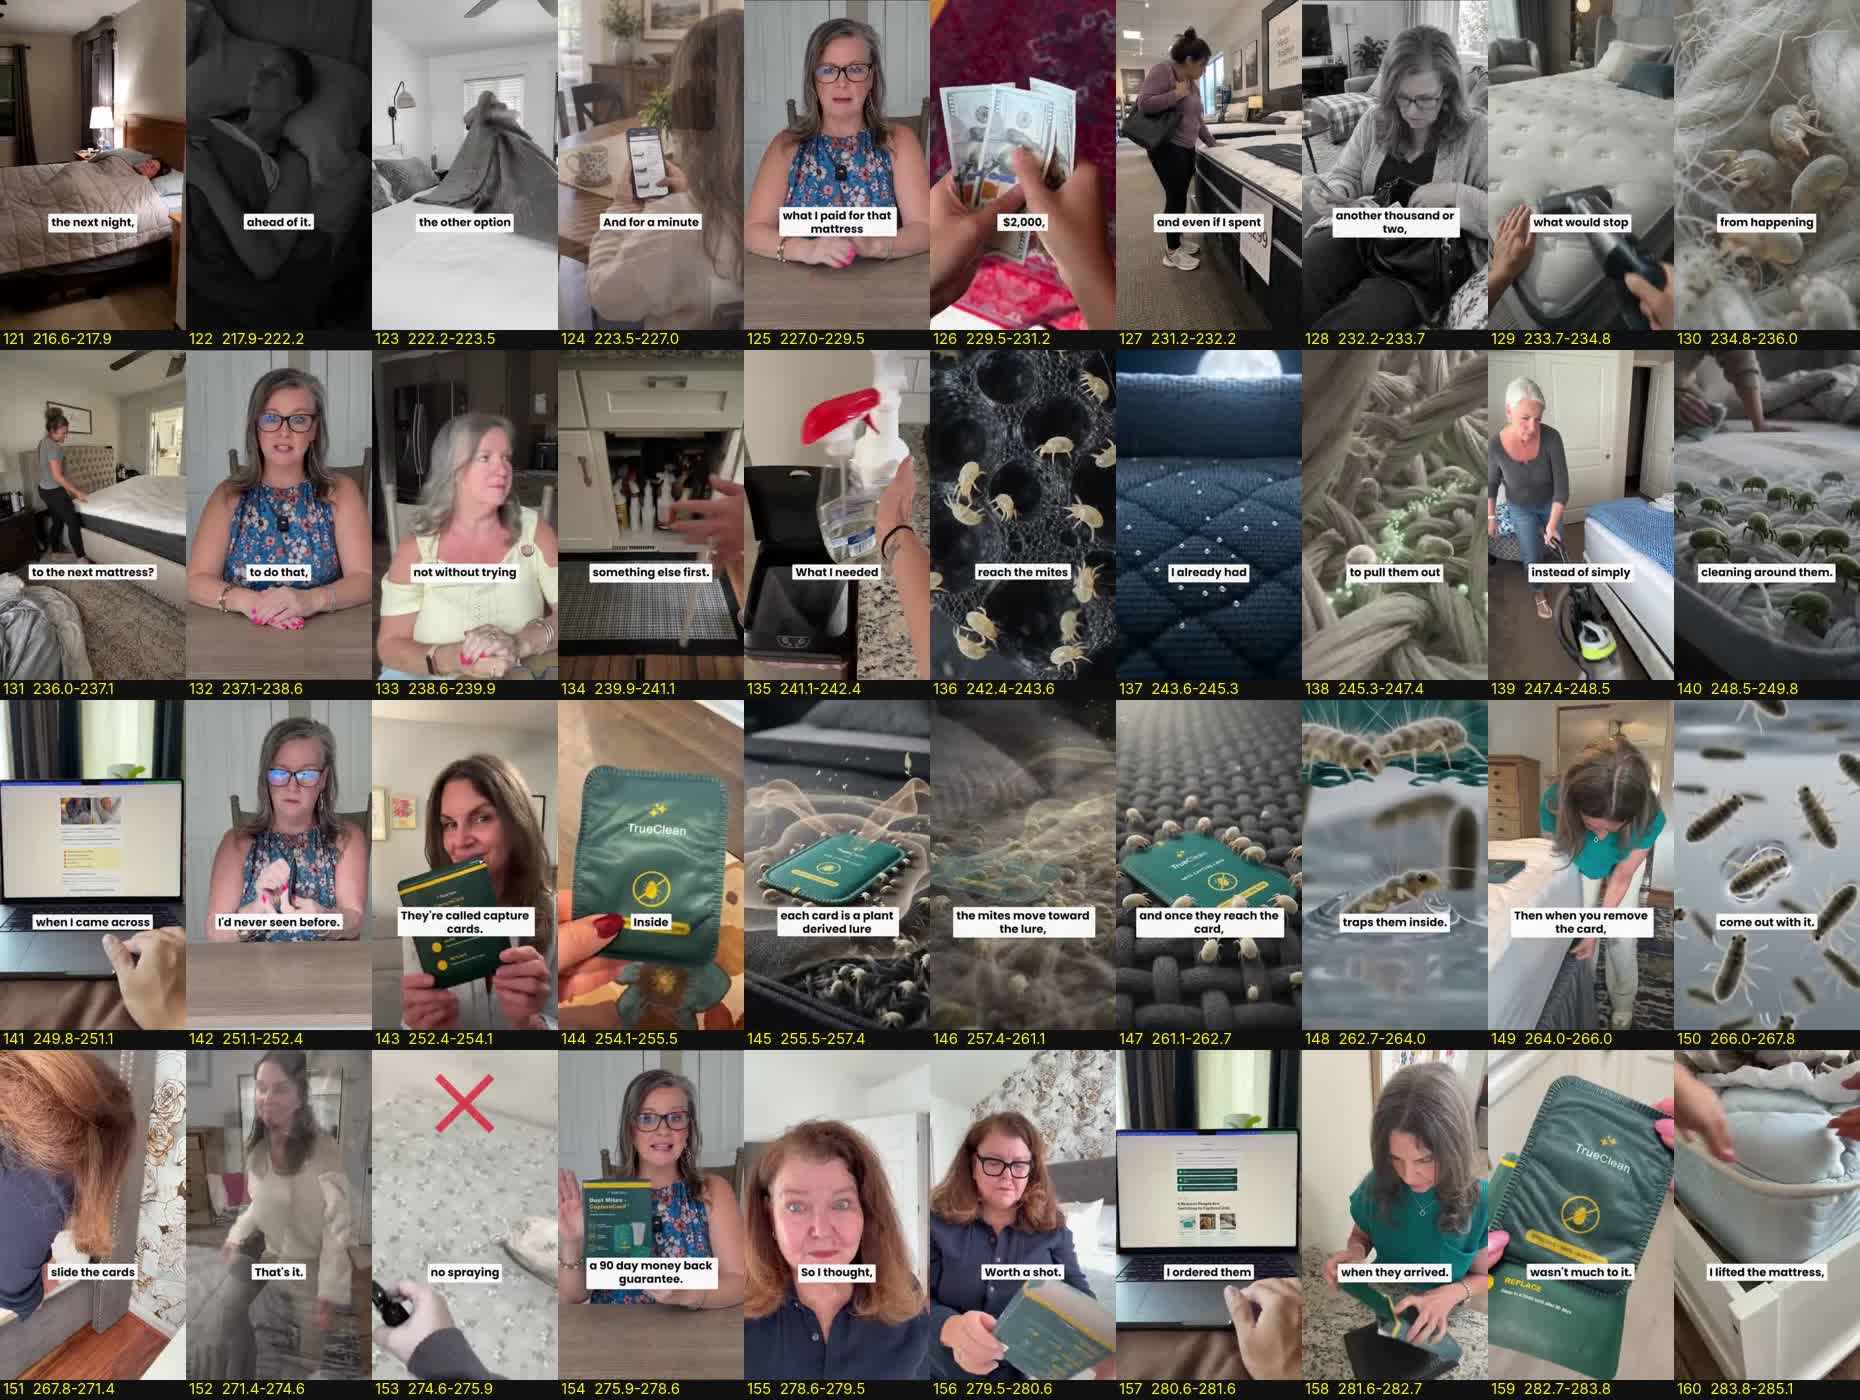 the next night,
121 216.6-217.9
ahead of it.
122 217.9-222.2
the other option
123 222.2-223.5
And for a minute
124 223.5-227.0
what I paid for that
mattress
125 227.0-229.5
$2,000,
126 229.5-231.2
and even if I spent
127 231.2-232.2
another thousand or
two,
128 232.2-233.7
what would stop
129 233.7-234.8
from happening
130 234.8-236.0
to the next mattress?
131 236.0-237.1
to do that,
132 237.1-238.6
not without trying
133 238.6-239.9
something else first.
134 239.9-241.1
What I needed
135 241.1-242.4
reach the mites
136 242.4-243.6
I already had
137 243.6-245.3
to pull them out
138 245.3-247.4
instead of simply
139 247.4-248.5
cleaning around them.
140 248.5-249.8
when I came across
141 249.8-251.1
I'd never seen before.
142 251.1-252.4
They're called capture
cards.
143 252.4-254.1
TrueClean
Inside
144 254.1-255.5
each card is a plant
derived lure
145 255.5-257.4
the mites move toward
the lure,
146 257.4-261.1
TrueClean
and once they reach the
card,
147 261.1-262.7
traps them inside.
148 262.7-264.0
Then when you remove
the card,
149 264.0-266.0
come out with it.
150 266.0-267.8
slide the cards
151 267.8-271.4
That's it.
152 271.4-274.6
no spraying
153 274.6-275.9
Dust Mites -
CaptureCard
a 90 day money back
guarantee.
154 275.9-278.6
So I thought,
155 278.6-279.5
Worth a shot.
156 279.5-280.6
I ordered them
157 280.6-281.6
when they arrived.
158 281.6-282.7
TrueClean
wasn't much to it.
REPLACE
159 282.7-283.8
I lifted the mattress,
160 283.8-285.1